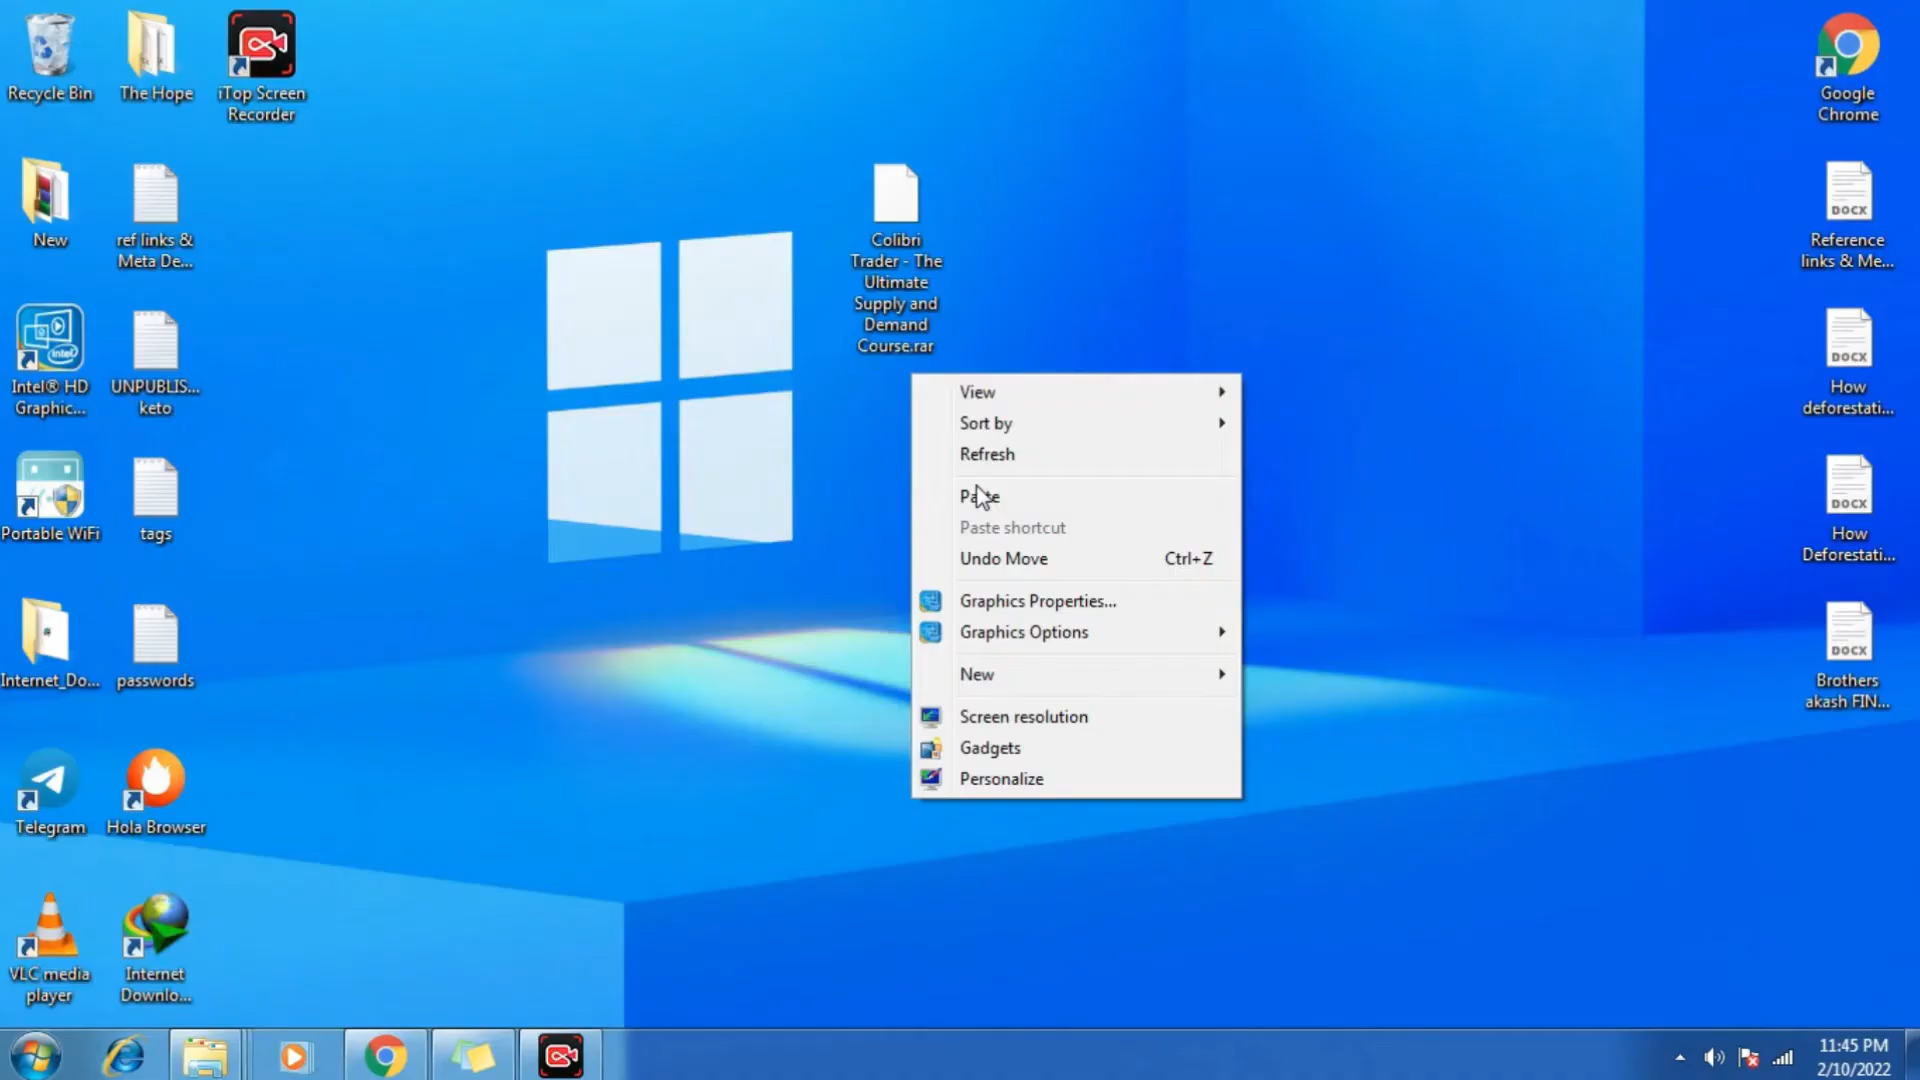 Recycle Bin
The Hope
iTop Screen
Recorder
Google
Chrome
New
ref links &
Meta De...
Colibri
Trader - The
Ultimate
Supply and
Demand
Course.rar
DOCX
Reference
links & Me...
intel
Intel® HD
Graphic...
UNPUBLIS...
keto
DOCX
How
deforestati...
View
Sort by
Refresh
Paste
Paste shortcut
Undo Move Ctrl+Z
Graphics Properties...
Graphics Options
New
Screen resolution
Gadgets
Personalize
Portable WiFi
tags
DOCX
How
Deforestati...
Internet_Do...
passwords
DOCX
Brothers
akash FIN...
Telegram
Hola Browser
VLC media
player
Internet
Downlo...
11:45 PM
2/10/2022